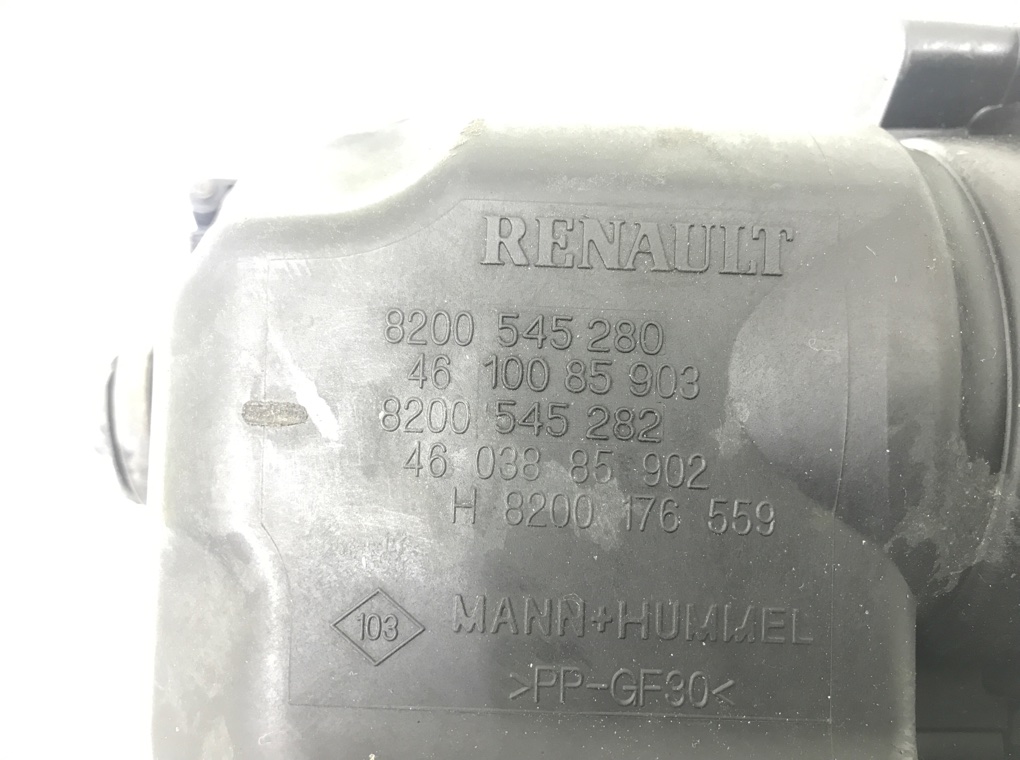 RENAULT
8200 545 280
46 100 85 903
8200 545 282
46 038 85 902
H 8200 176 559
103 MANN+HUMMEL
>PP-GF30<